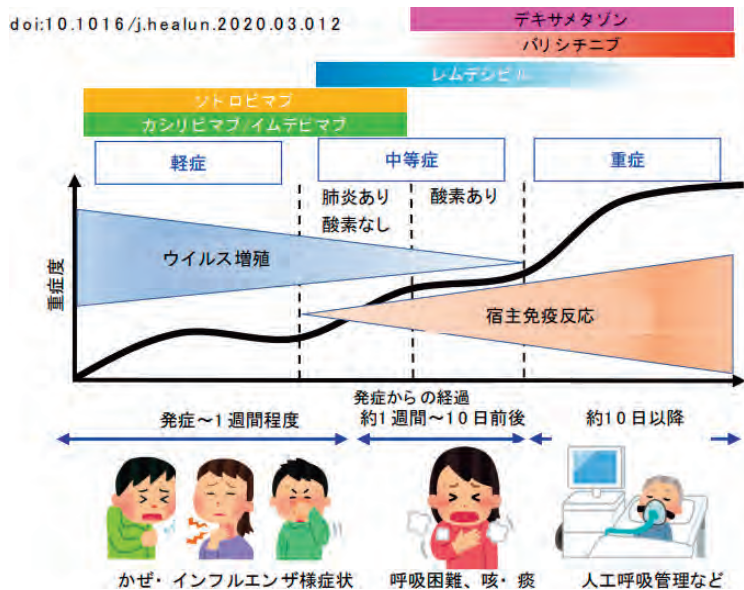 doi:10.1016/j.healun.2020.03.012
デキサメタゾン
バリシチニブ
レムデシビル
ソトロビマブ
カシリビマブ/イムデビマブ
軽症
中等症
重症
肺炎あり
酸素なし
酸素あり
ウイルス増殖
重症度
宿主免疫反応
発症からの経過
発症～1週間程度
約1週間～10日前後
約10日以降
かぜ・インフルエンザ様症状
呼吸困難、咳・痰
人工呼吸管理など